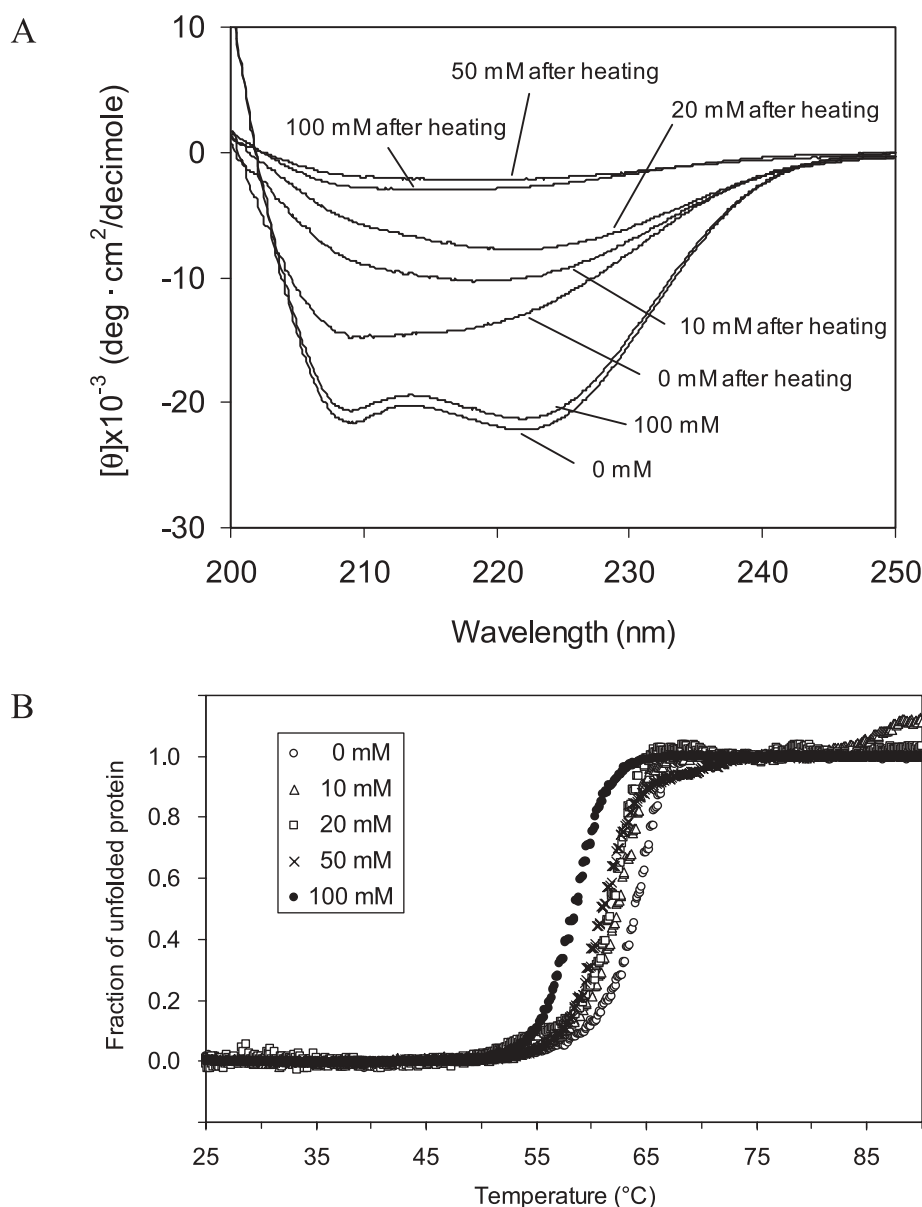 A
10
0
-10
-20
-30
[θ]x10⁻³ (deg · cm²/decimole)
50 mM after heating
100 mM after heating
20 mM after heating
10 mM after heating
0 mM after heating
100 mM
0 mM
200 210 220 230 240 250
Wavelength (nm)
B
1.0
0.8
0.6
0.4
0.2
0.0
Fraction of unfolded protein
0 mM
10 mM
20 mM
50 mM
100 mM
25 35 45 55 65 75 85
Temperature (°C)